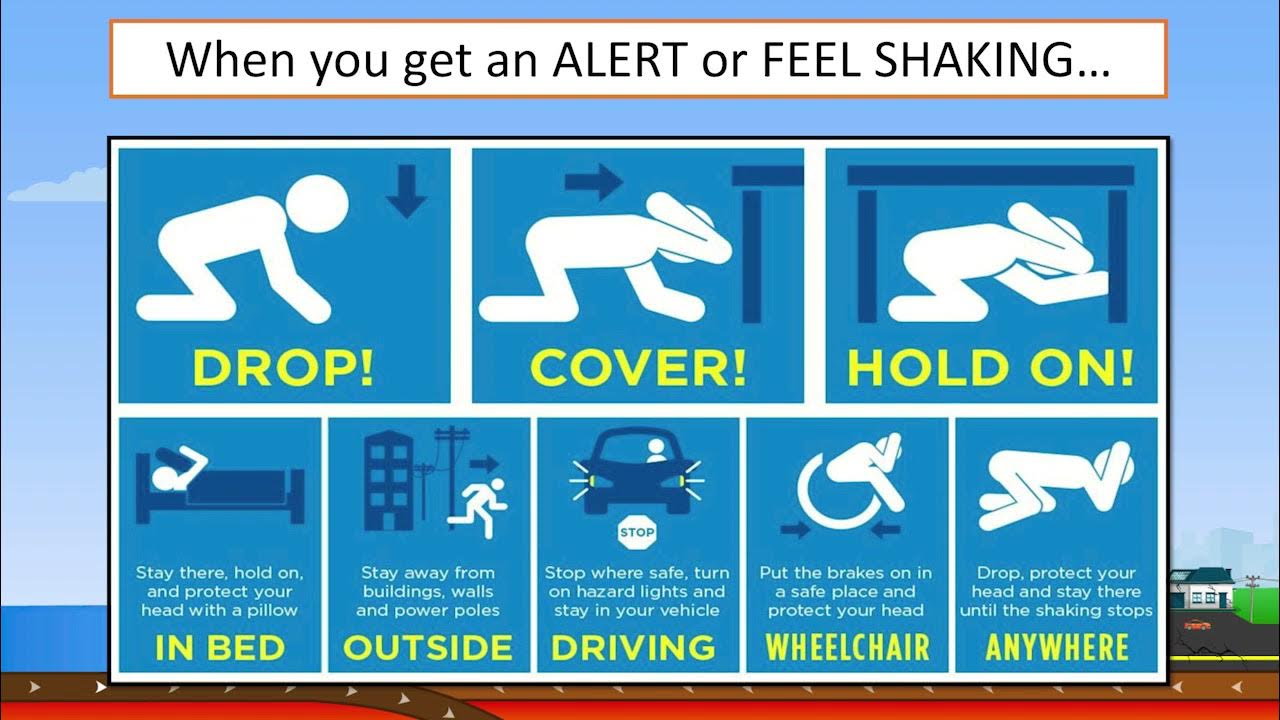 When you get an ALERT or FEEL SHAKING...
DROP!
COVER!
HOLD ON!
Stay there, hold on,
and protect your
head with a pillow
IN BED
Stay away from
buildings, walls
and power poles
OUTSIDE
STOP
Stop where safe, turn
on hazard lights and
stay in your vehicle
DRIVING
Put the brakes on in
a safe place and
protect your head
WHEELCHAIR
Drop, protect your
head and stay there
until the shaking stops
ANYWHERE